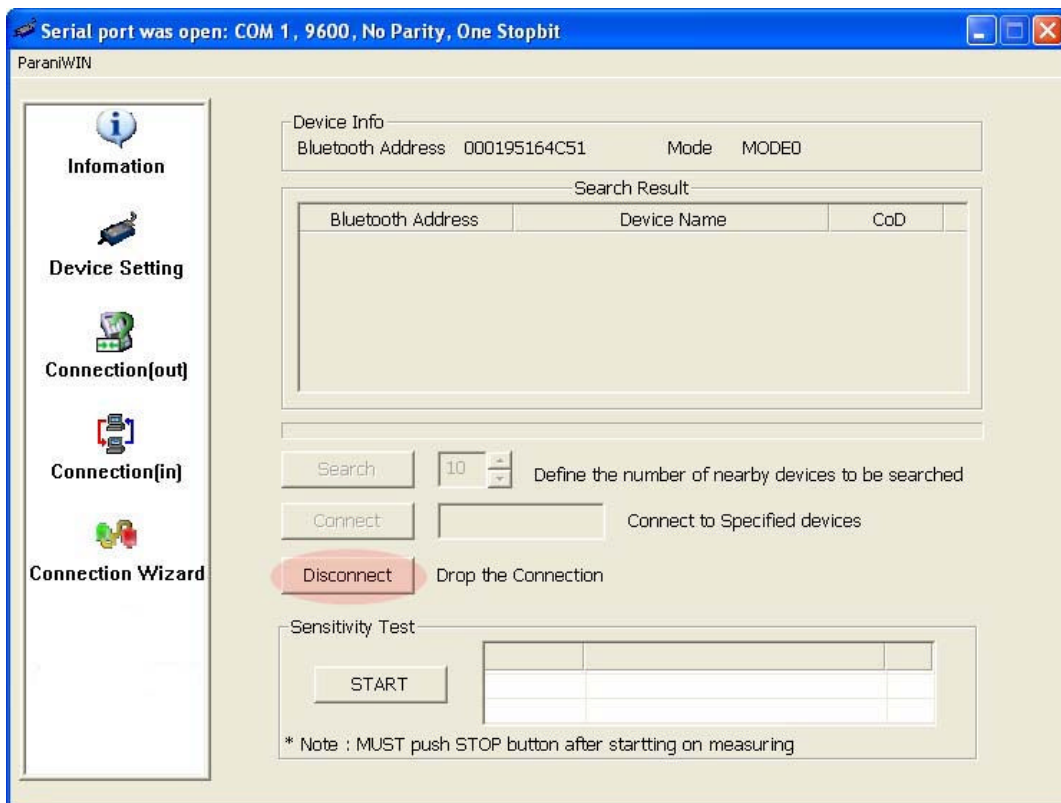 Serial port was open: COM 1, 9600, No Parity, One Stopbit
ParaniWIN
Infomation
Device Setting
Connection(out)
Connection(in)
Connection Wizard
Device Info
Bluetooth Address 000195164C51 Mode MODE0
Search Result
Bluetooth Address Device Name CoD
Search 10 Define the number of nearby devices to be searched
Connect Connect to Specified devices
Disconnect Drop the Connection
Sensitivity Test
START
* Note : MUST push STOP button after startting on measuring